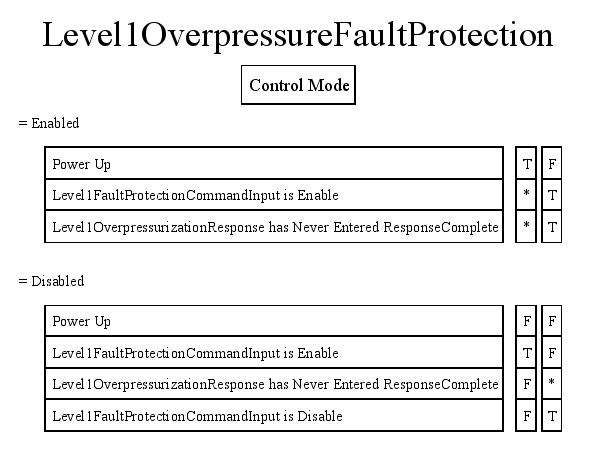 Level1OverpressureFaultProtection
Control Mode
= Enabled
Power Up T F
Level1FaultProtectionCommandInput is Enable * T
Level1OverpressurizationResponse has Never Entered ResponseComplete * T
= Disabled
Power Up F F
Level1FaultProtectionCommandInput is Enable T F
Level1OverpressurizationResponse has Never Entered ResponseComplete F *
Level1FaultProtectionCommandInput is Disable F T